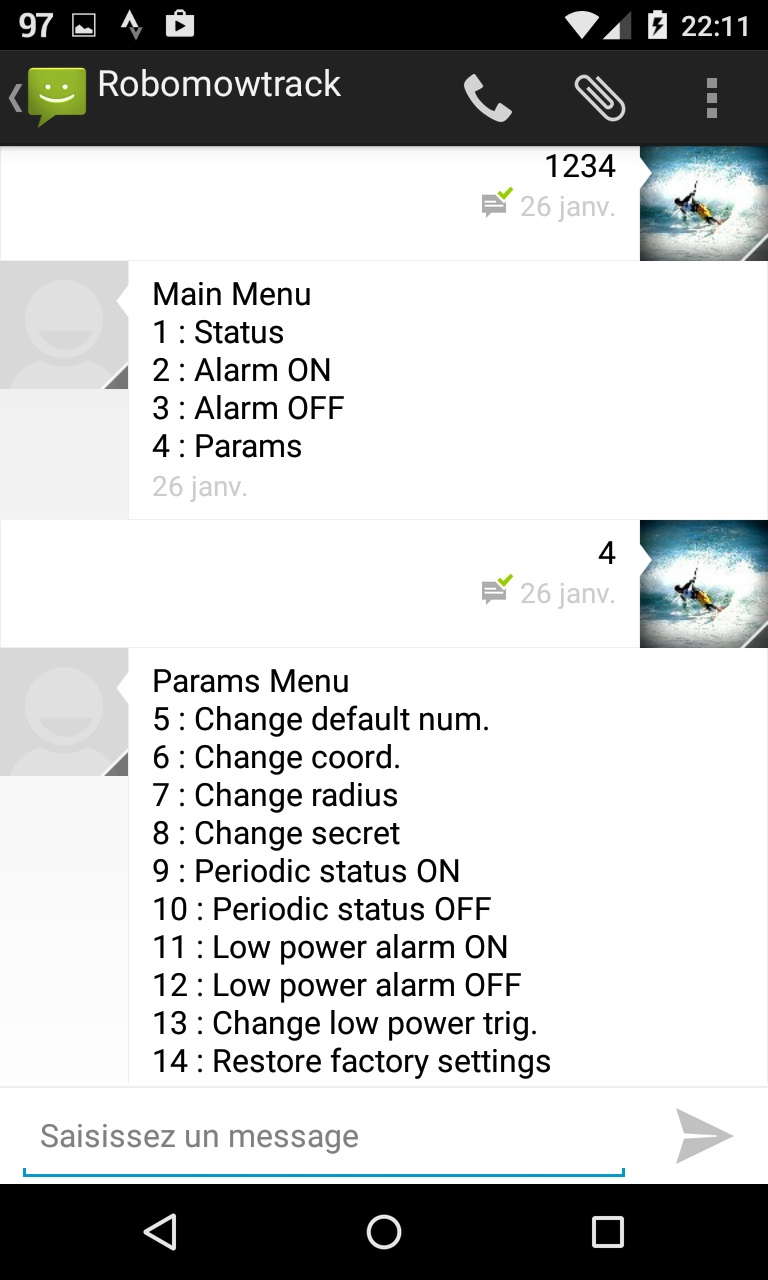 97
22:11
Robomowtrack
1234
26 janv.
Main Menu
1 : Status
2 : Alarm ON
3 : Alarm OFF
4 : Params
26 janv.
4
26 janv.
Params Menu
5 : Change default num.
6 : Change coord.
7 : Change radius
8 : Change secret
9 : Periodic status ON
10 : Periodic status OFF
11 : Low power alarm ON
12 : Low power alarm OFF
13 : Change low power trig.
14 : Restore factory settings
Saisissez un message